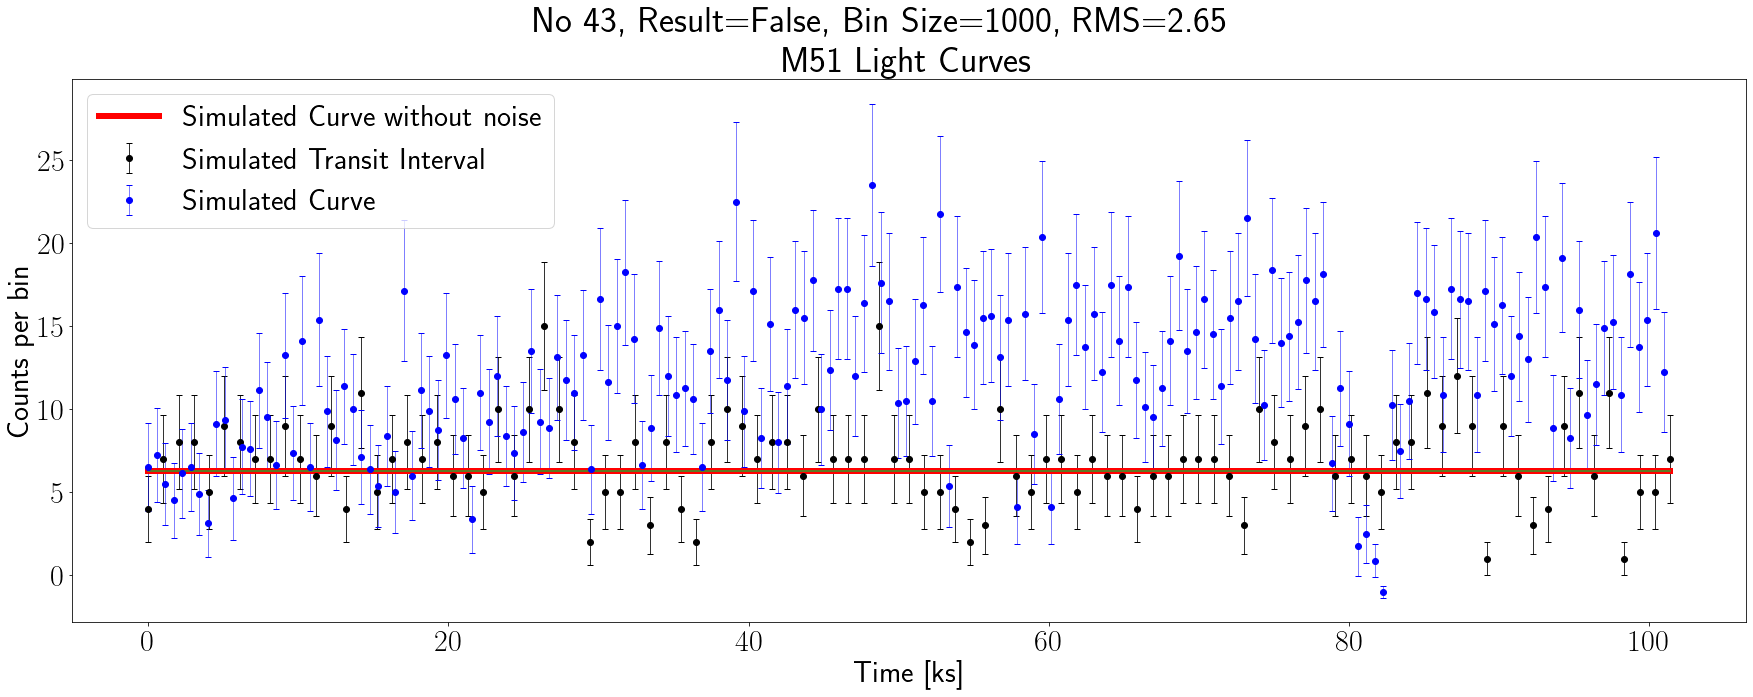 No 43, Result=False, Bin Size=1000, RMS=2.65
M51 Light Curves
Simulated Curve without noise
Simulated Transit Interval
Simulated Curve
Counts per bin
25
20
15
10
5
0
0 20 40 60 80 100
Time [ks]